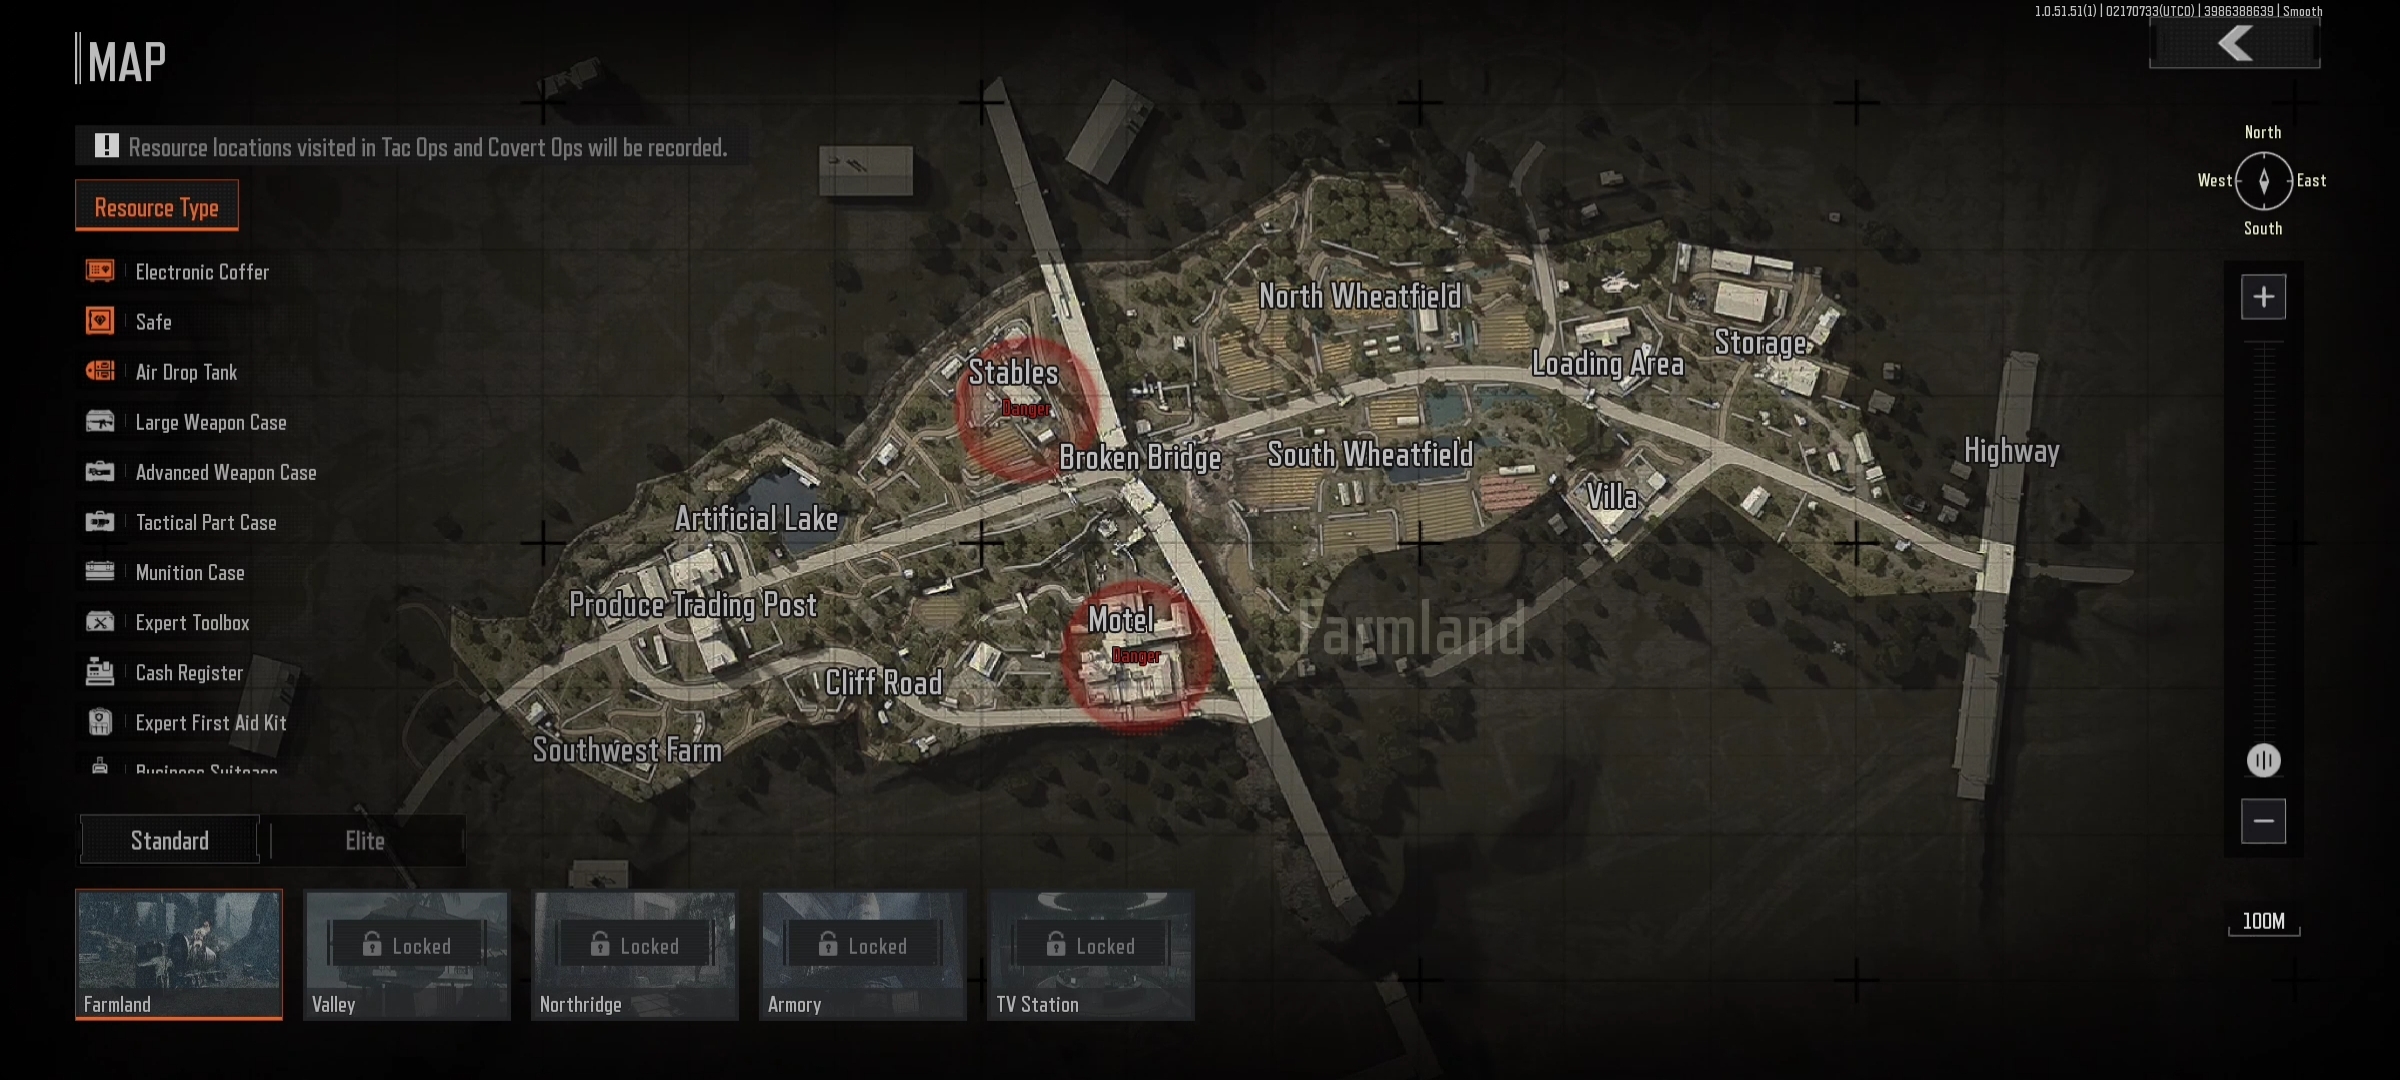 1.0.51.51(1) | 02170733(UTC0) | 3986388639 | Smooth
MAP
Resource locations visited in Tac Ops and Covert Ops will be recorded.
North
West
East
South
Resource Type
Electronic Coffer
Safe
Air Drop Tank
Large Weapon Case
Advanced Weapon Case
Tactical Part Case
Munition Case
Expert Toolbox
Cash Register
Expert First Aid Kit
Business Suitcase
North Wheatfield
Storage
Loading Area
Stables
Danger
Broken Bridge
South Wheatfield
Highway
Villa
Artificial Lake
Produce Trading Post
Motel
Danger
Farmland
Cliff Road
Southwest Farm
Standard
Elite
100M
Locked
Locked
Locked
Locked
Farmland
Valley
Northridge
Armory
TV Station